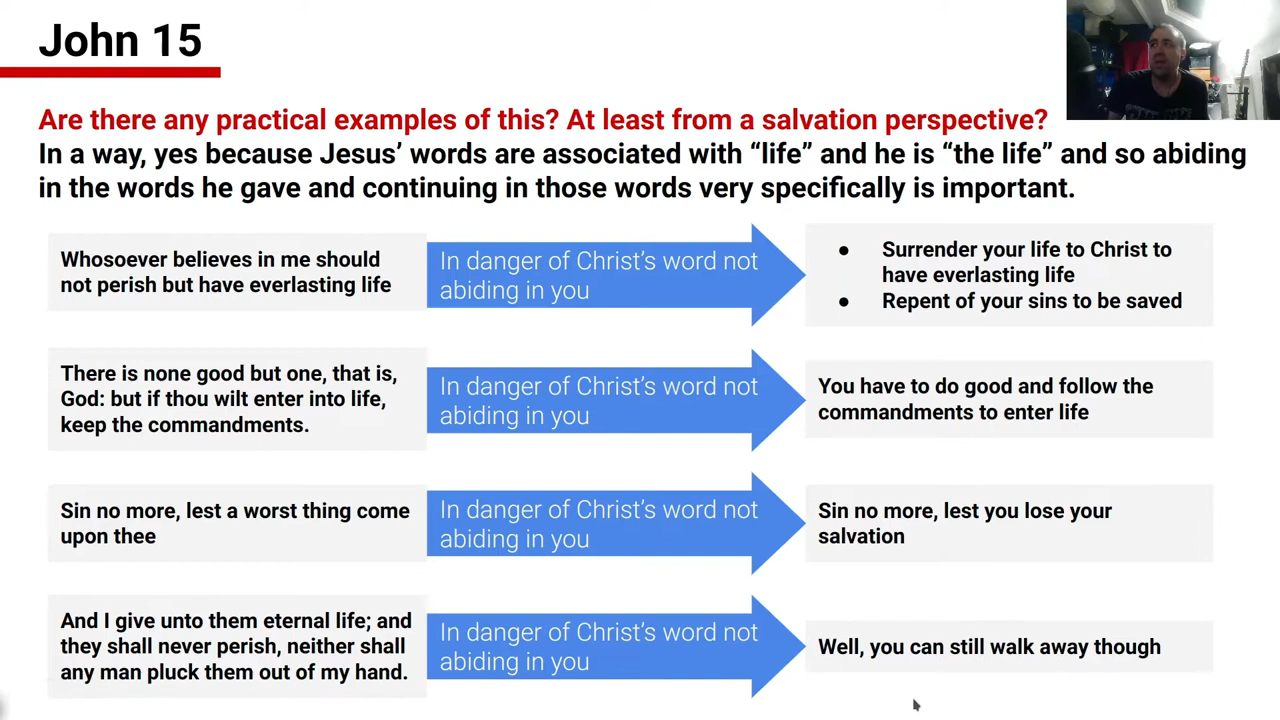 John 15
Are there any practical examples of this? At least from a salvation perspective?
In a way, yes because Jesus’ words are associated with “life” and he is “the life” and so abiding
in the words he gave and continuing in those words very specifically is important.
Whosoever believes in me should
not perish but have everlasting life
In danger of Christ’s word not
abiding in you
● Surrender your life to Christ to
have everlasting life
● Repent of your sins to be saved
There is none good but one, that is,
God: but if thou wilt enter into life,
keep the commandments.
In danger of Christ’s word not
abiding in you
You have to do good and follow the
commandments to enter life
Sin no more, lest a worst thing come
upon thee
In danger of Christ’s word not
abiding in you
Sin no more, lest you lose your
salvation
And I give unto them eternal life; and
they shall never perish, neither shall
any man pluck them out of my hand.
In danger of Christ’s word not
abiding in you
Well, you can still walk away though